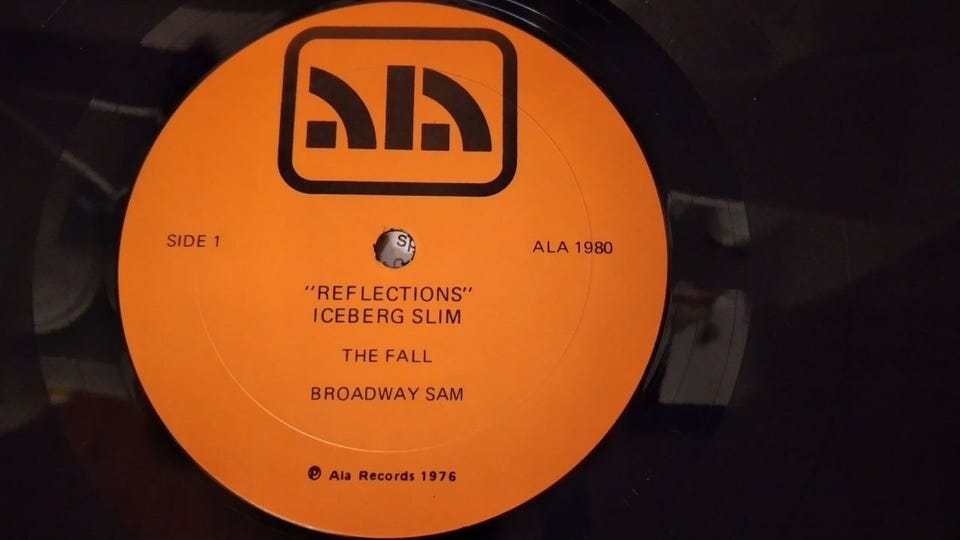 ala
SIDE 1
ALA 1980
"REFLECTIONS"
ICEBERG SLIM
THE FALL
BROADWAY SAM
℗ Ala Records 1976